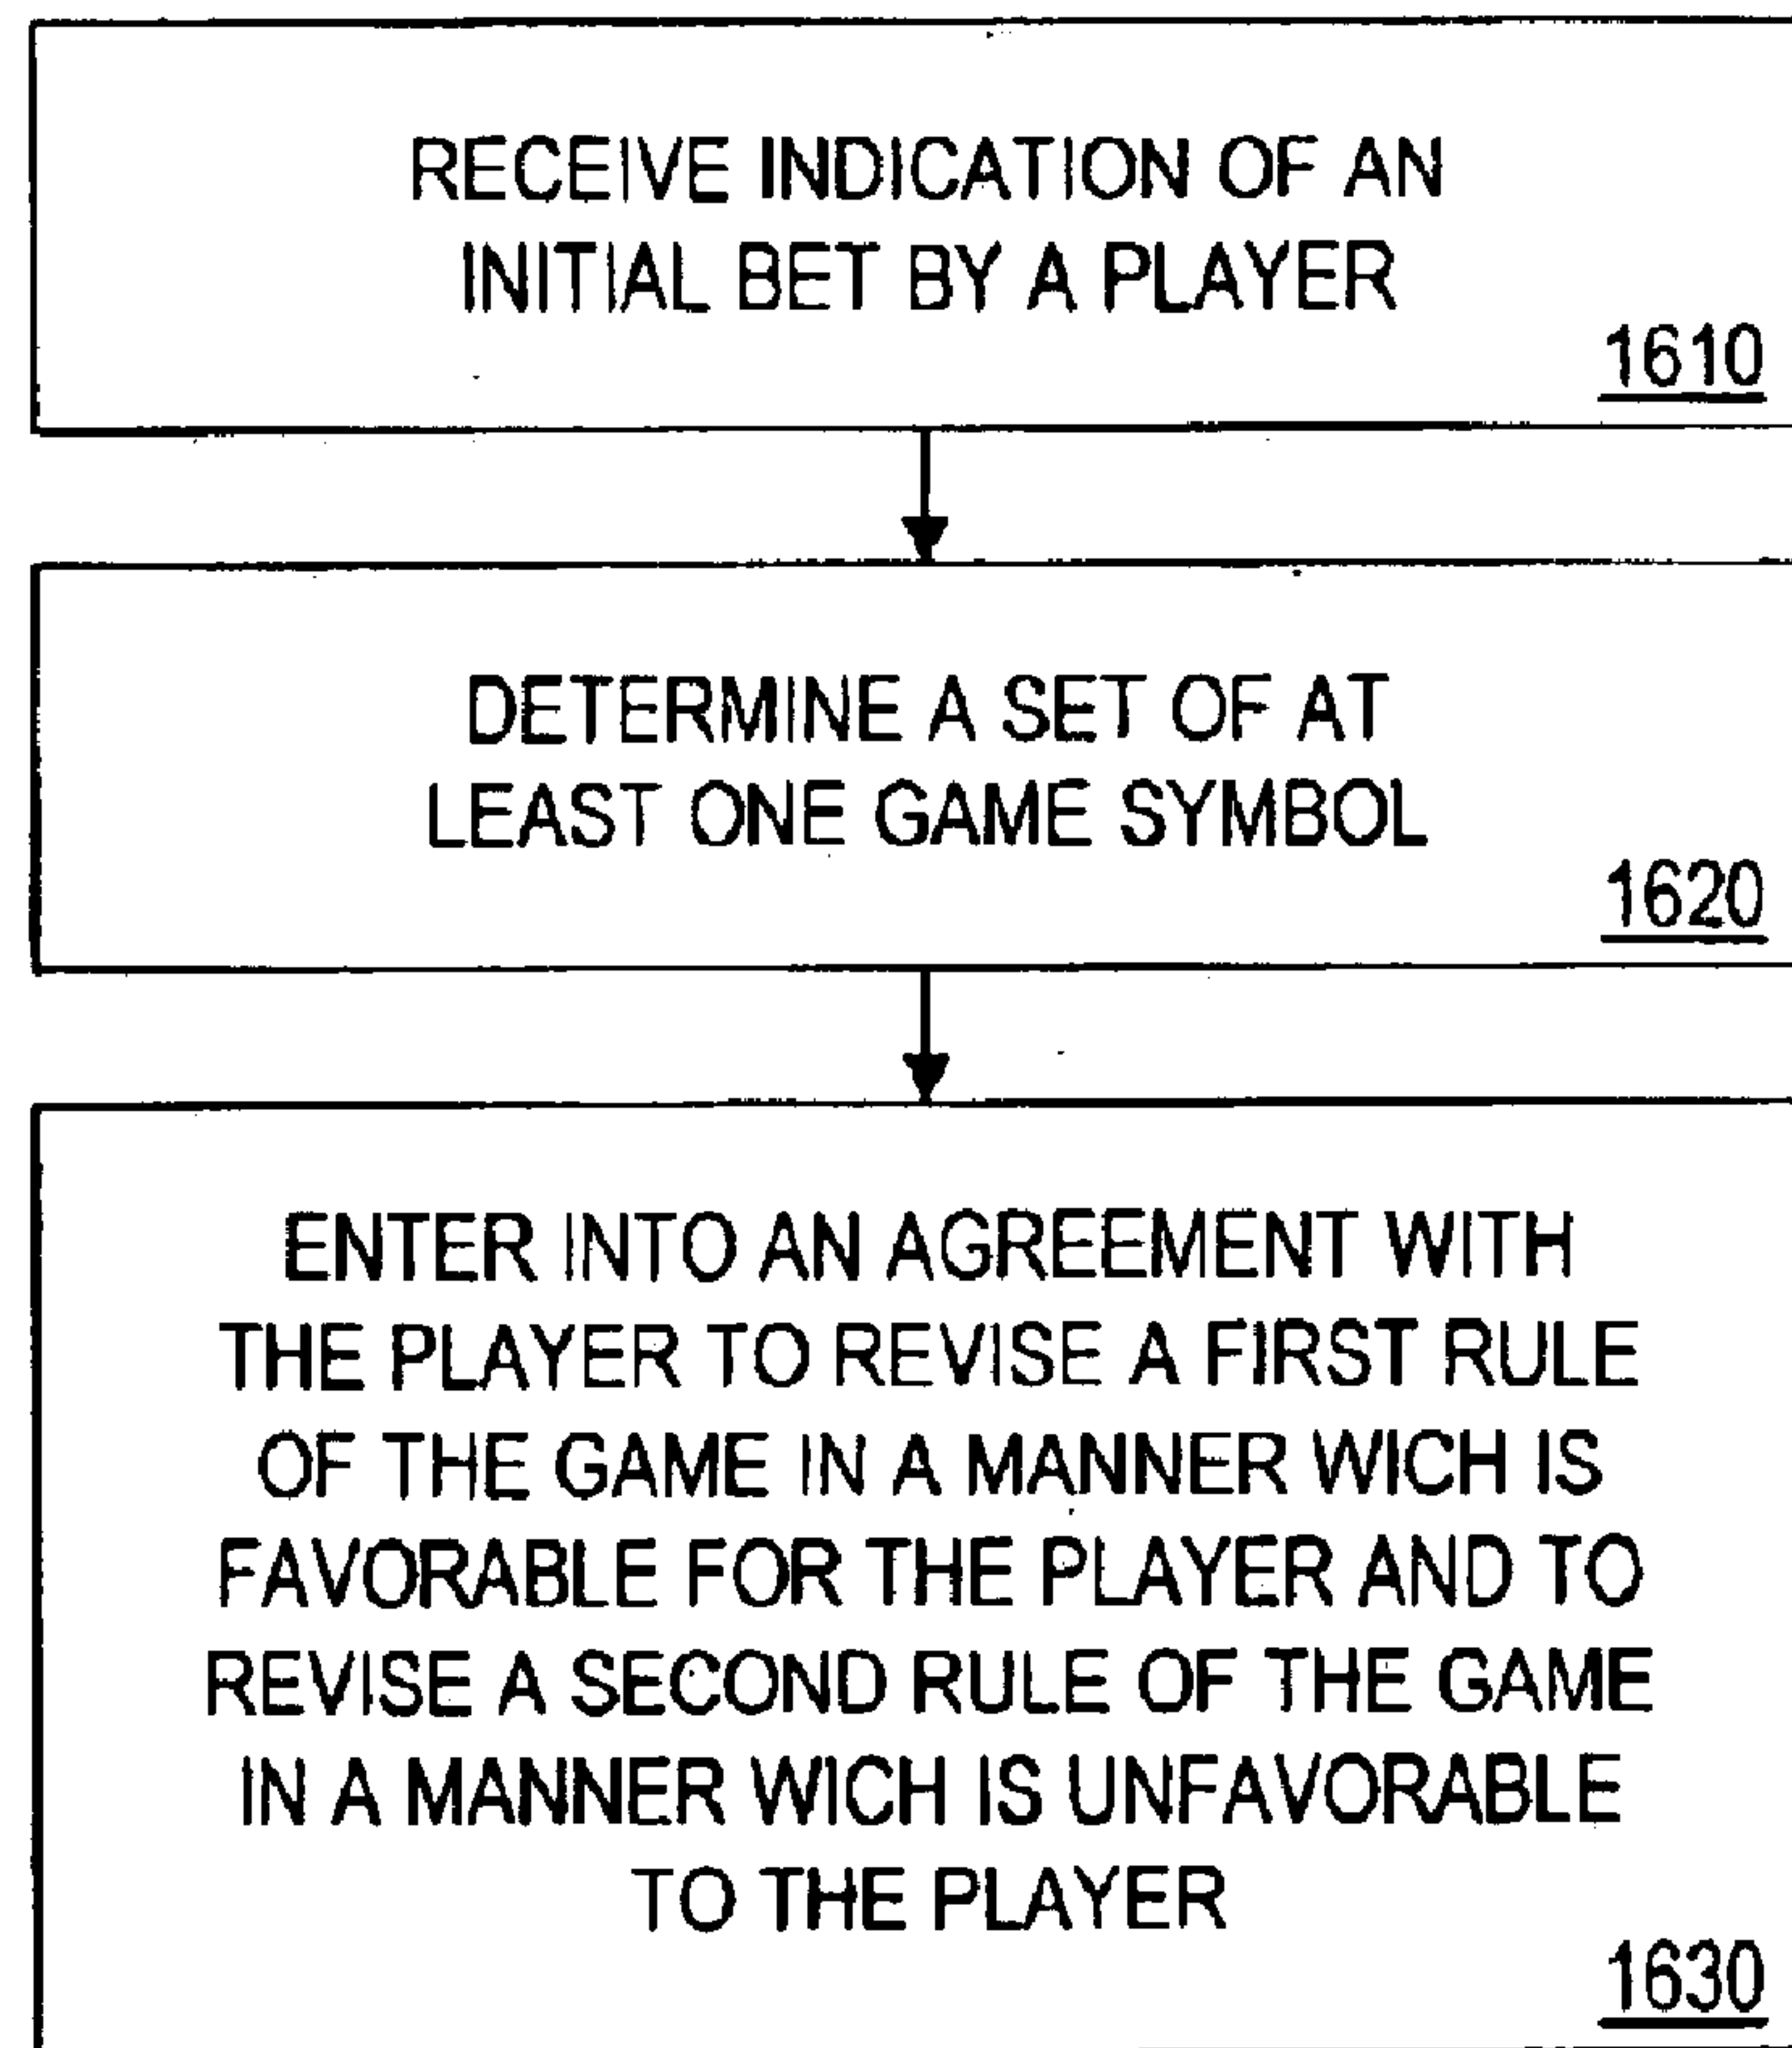 RECEIVE INDICATION OF AN
INITIAL BET BY A PLAYER
1610
DETERMINE A SET OF AT
LEAST ONE GAME SYMBOL
1620
ENTER INTO AN AGREEMENT WITH
THE PLAYER TO REVISE A FIRST RULE
OF THE GAME IN A MANNER WICH IS
FAVORABLE FOR THE PLAYER AND TO
REVISE A SECOND RULE OF THE GAME
IN A MANNER WICH IS UNFAVORABLE
TO THE PLAYER
1630